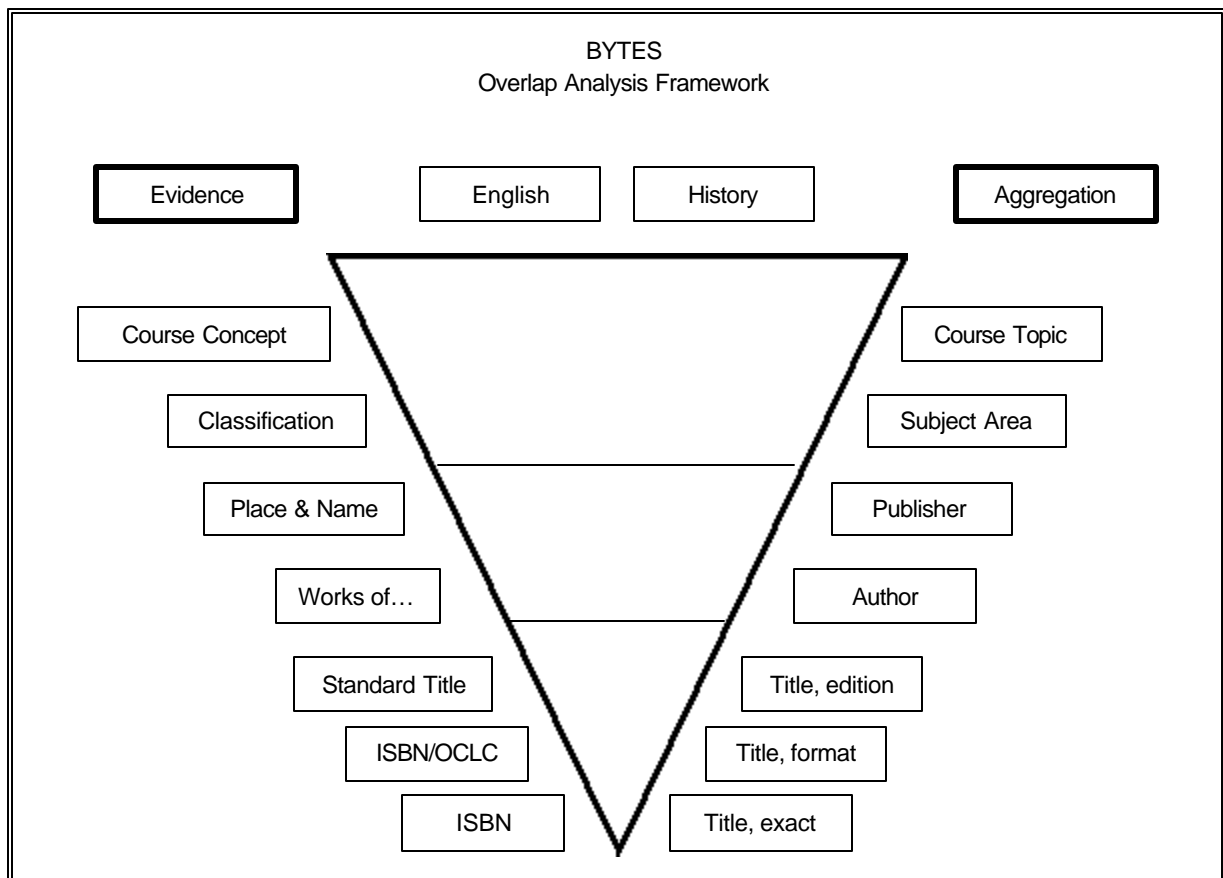 BYTES
Overlap Analysis Framework
Evidence
English
History
Aggregation
Course Concept
Course Topic
Classification
Subject Area
Place & Name
Publisher
Works of…
Author
Standard Title
Title, edition
ISBN/OCLC
Title, format
ISBN
Title, exact